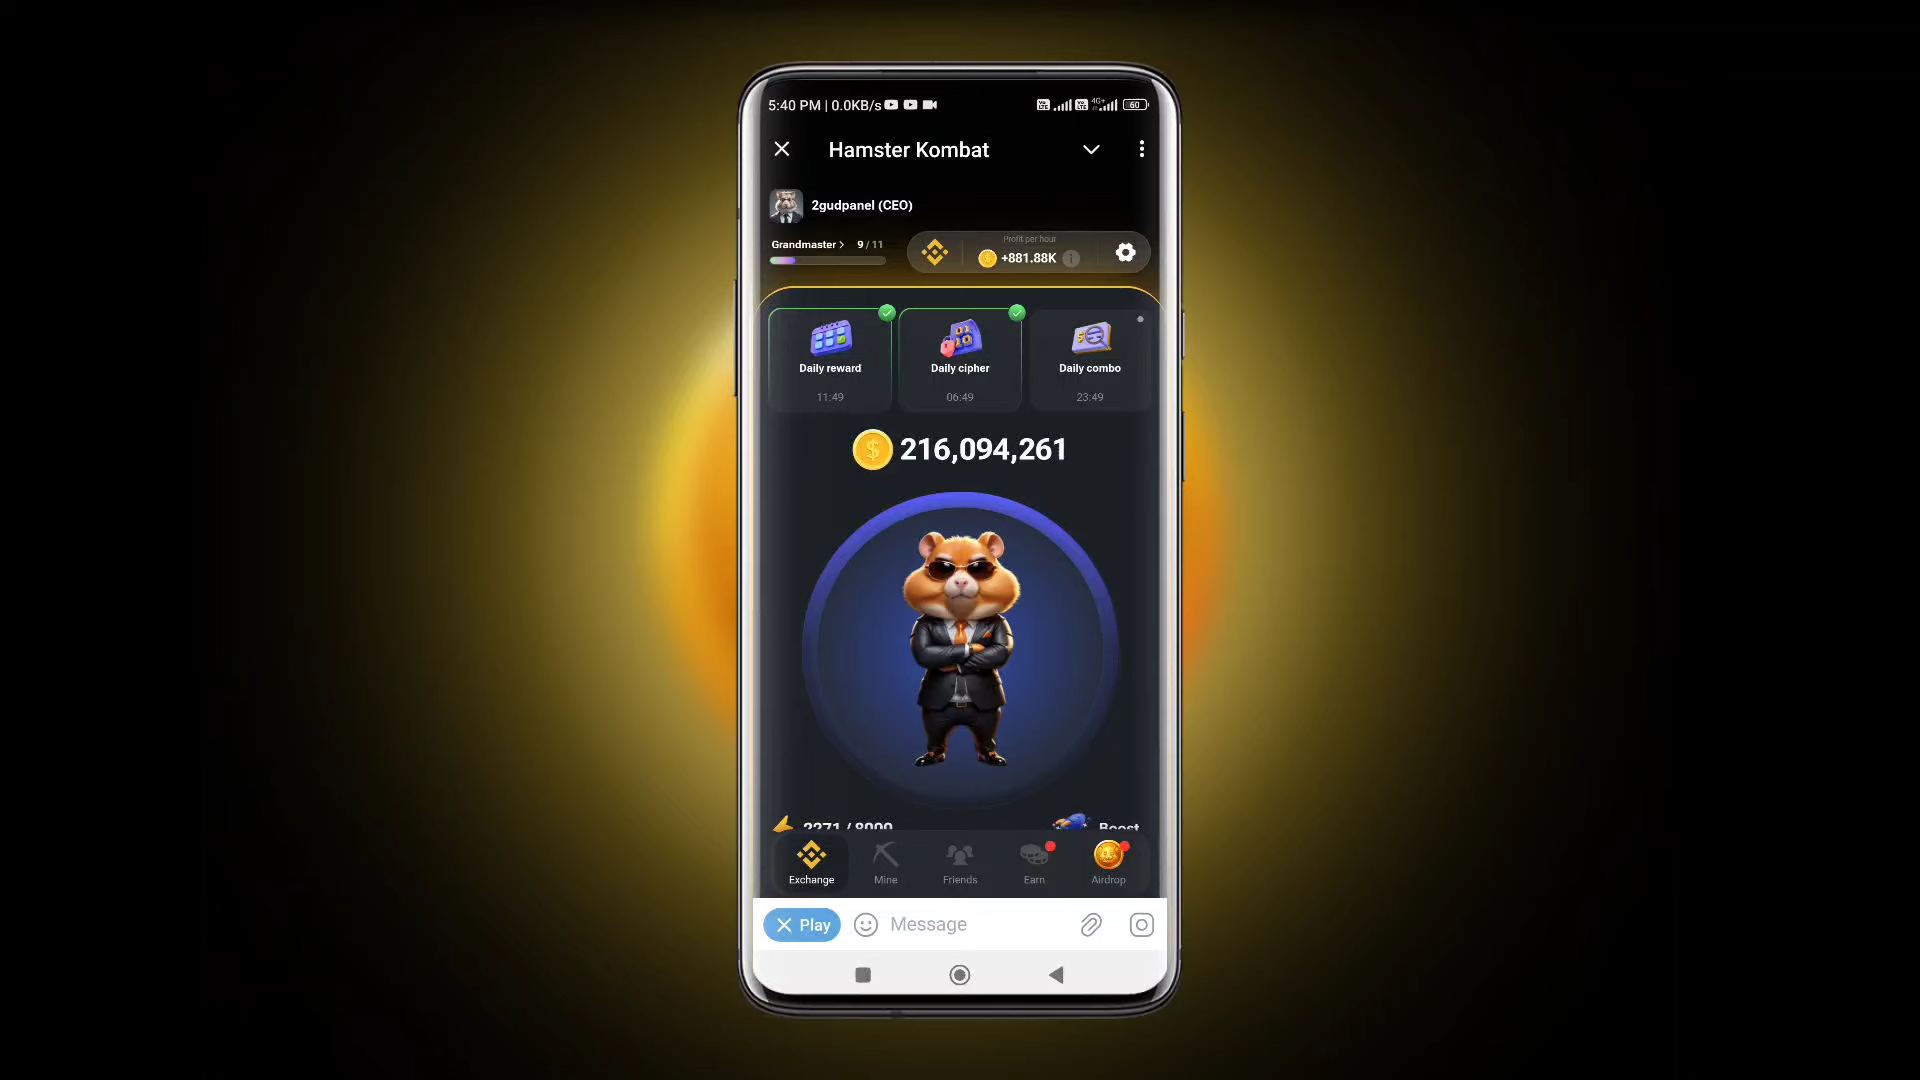 5:40 PM | 0.0KB/s 4G+ 60
Hamster Kombat
2gudpanel (CEO)
Grandmaster > 9 / 11
Profit per hour
+881.88K
Daily reward
11:49
Daily cipher
06:49
Daily combo
23:49
216,094,261
2271 / 8000 Boost
Exchange Mine Friends Earn Airdrop
Play Message